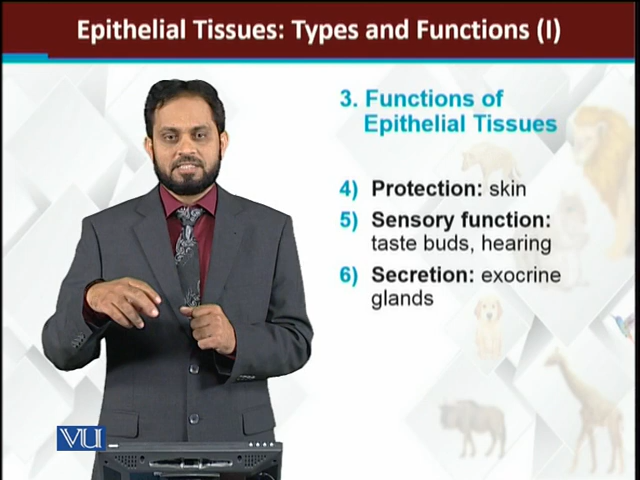 Epithelial Tissues: Types and Functions (I)
3. Functions of
Epithelial Tissues
4) Protection: skin
5) Sensory function:
taste buds, hearing
6) Secretion: exocrine
glands
VU